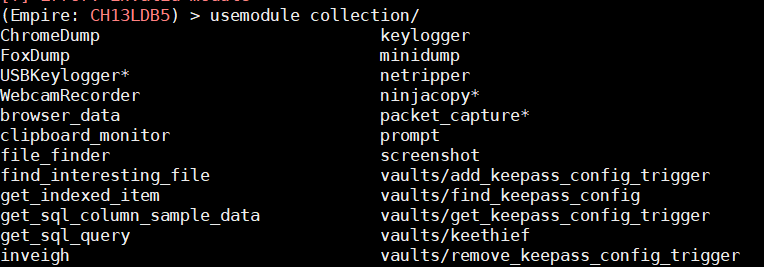 (Empire: CH13LDB5) > usemodule collection/
ChromeDump keylogger
FoxDump minidump
USBKeylogger* netripper
WebcamRecorder ninjacopy*
browser_data packet_capture*
clipboard_monitor prompt
file_finder screenshot
find_interesting_file vaults/add_keepass_config_trigger
get_indexed_item vaults/find_keepass_config
get_sql_column_sample_data vaults/get_keepass_config_trigger
get_sql_query vaults/keethief
inveigh vaults/remove_keepass_config_trigger